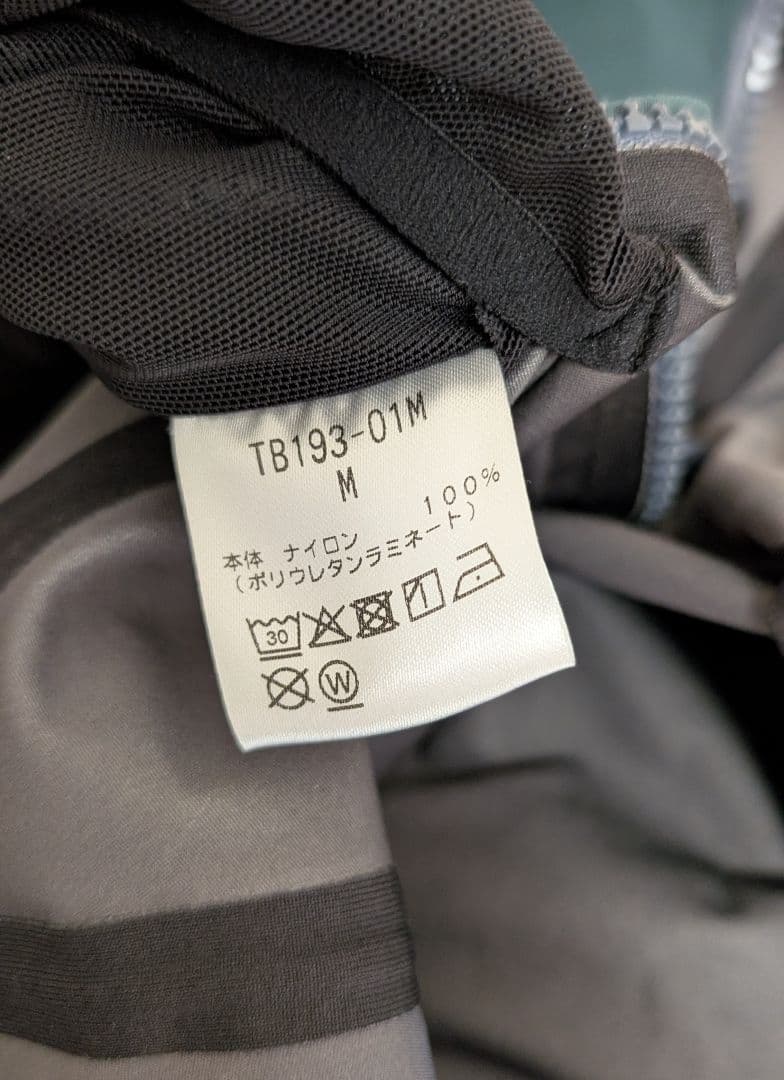 TB193-01M
M
本体 ナイロン 100%
（ポリウレタンラミネート）
30
W